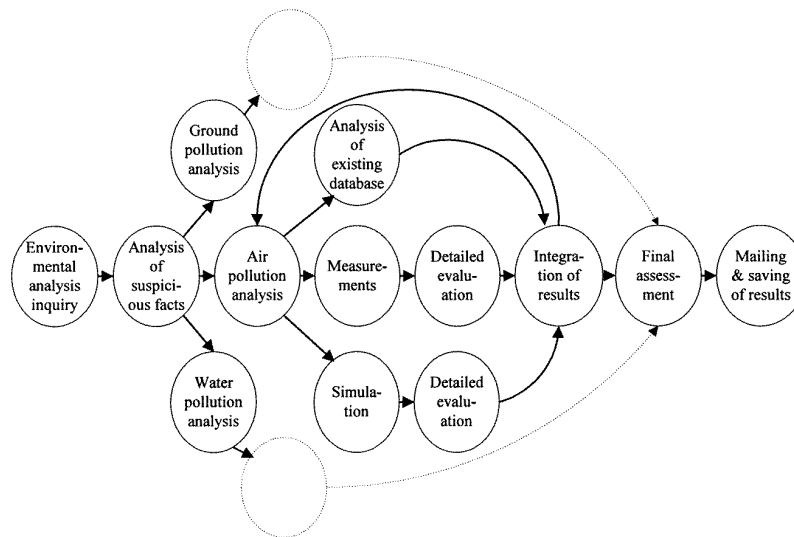 Ground
pollution
analysis
Analysis
of
existing
database
Environ-
mental
analysis
inquiry
Analysis
of
suspici-
ous facts
Air
pollution
analysis
Measure-
ments
Detailed
evalu-
ation
Integra-
tion of
results
Final
assess-
ment
Mailing
& saving
of results
Water
pollution
analysis
Simula-
tion
Detailed
evalu-
ation